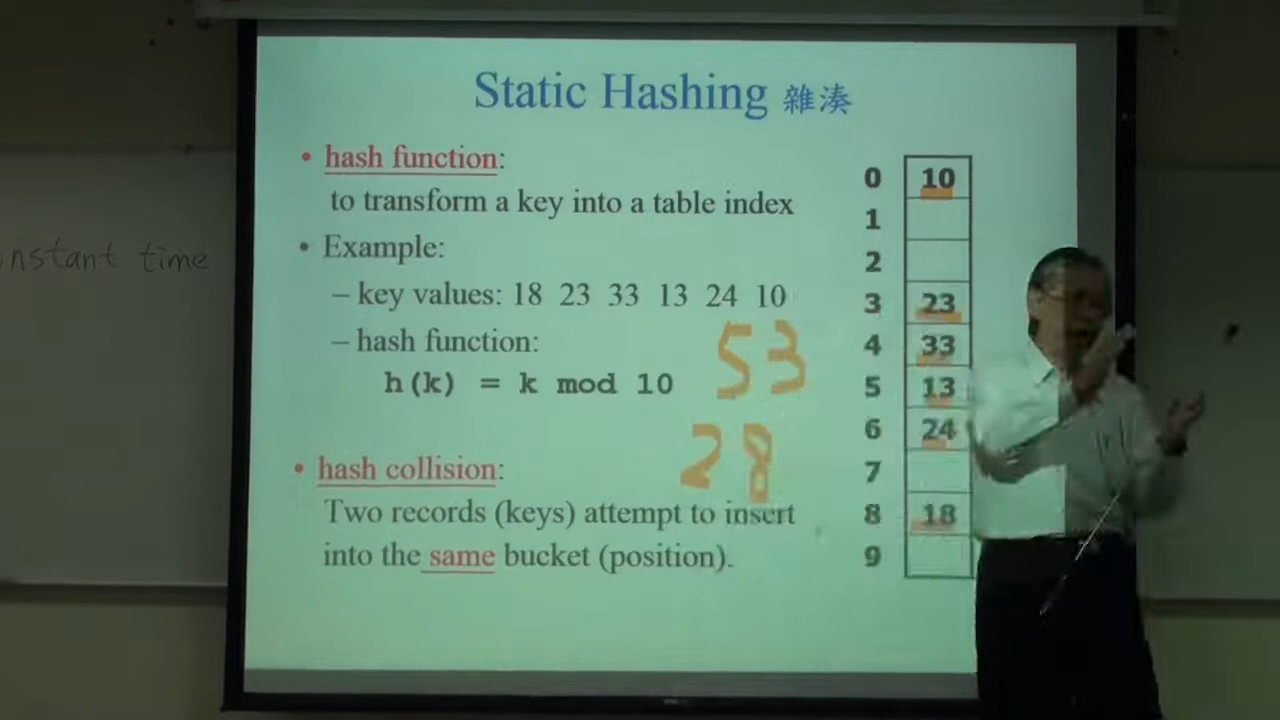 Static Hashing 雜湊
• hash function:
to transform a key into a table index
• Example:
– key values: 18 23 33 13 24 10
– hash function:
h(k) = k mod 10
53
28
• hash collision:
Two records (keys) attempt to insert
into the same bucket (position).
0 10
1
2
3 23
4 33
5 13
6 24
7
8 18
9
time